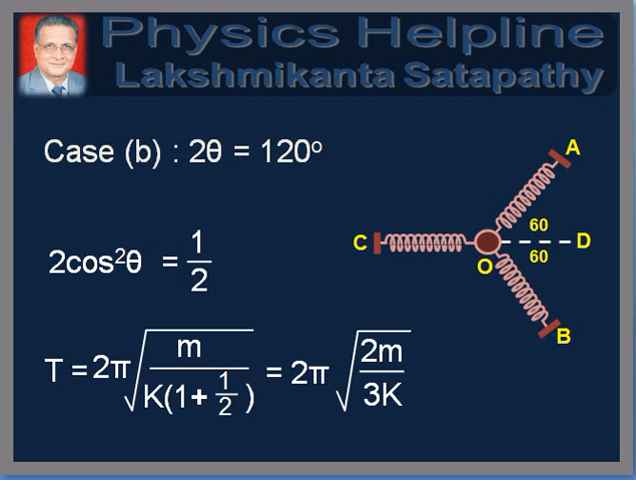 Physics Helpline
Lakshmikanta Satapathy
Case (b) : 2θ = 120°
2cos²θ = 1/2
T = 2π√(m / K(1+ 1/2 )) = 2π √(2m / 3K)
A
60
C
D
60
O
B